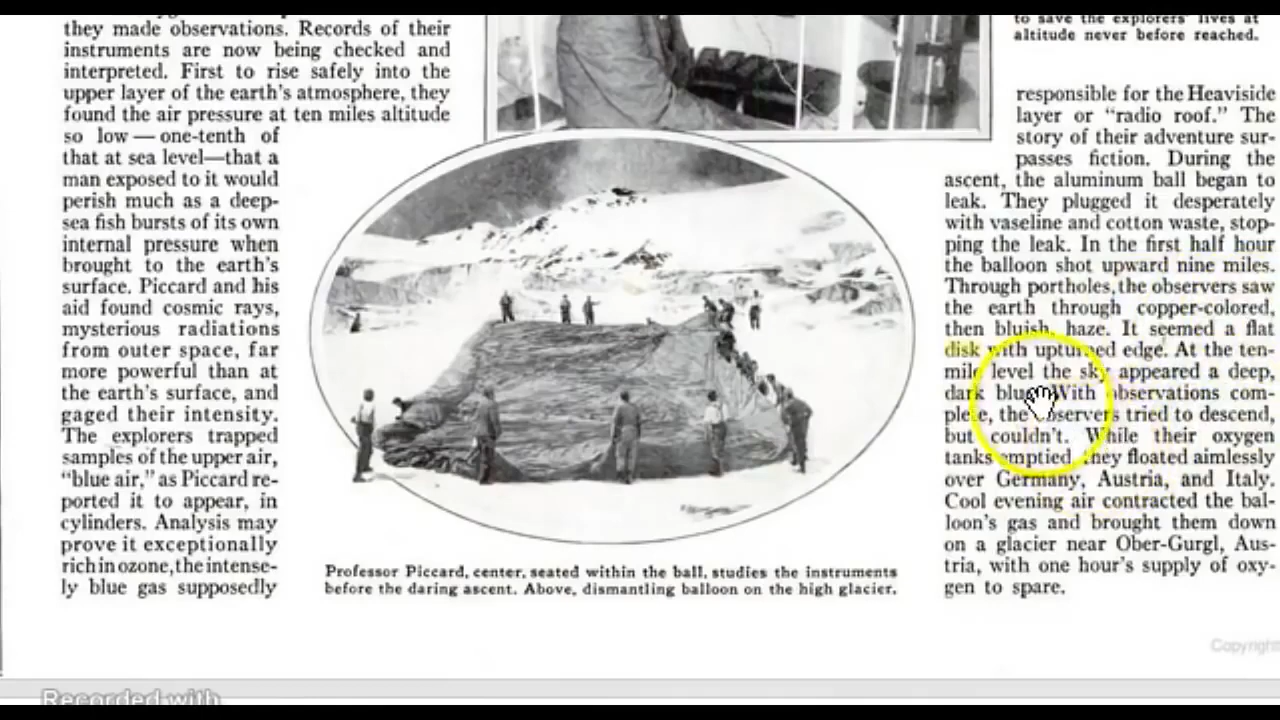 they made observations. Records of their
instruments are now being checked and
interpreted. First to rise safely into the
upper layer of the earth's atmosphere, they
found the air pressure at ten miles altitude
so low — one-tenth of
that at sea level—that a
man exposed to it would
perish much as a deep-
sea fish bursts of its own
internal pressure when
brought to the earth's
surface. Piccard and his
aid found cosmic rays,
mysterious radiations
from outer space, far
more powerful than at
the earth's surface, and
gaged their intensity.
The explorers trapped
samples of the upper air,
"blue air," as Piccard re-
ported it to appear, in
cylinders. Analysis may
prove it exceptionally
rich in ozone, the intense-
ly blue gas supposedly
Professor Piccard, center, seated within the ball, studies the instruments
before the daring ascent. Above, dismantling balloon on the high glacier.
to save the explorers' lives at
altitude never before reached.
responsible for the Heaviside
layer or "radio roof." The
story of their adventure sur-
passes fiction. During the
ascent, the aluminum ball began to
leak. They plugged it desperately
with vaseline and cotton waste, stop-
ping the leak. In the first half hour
the balloon shot upward nine miles.
Through portholes, the observers saw
the earth through copper-colored,
then bluish, haze. It seemed a flat
disk with upturned edge. At the ten-
mile level the sky appeared a deep,
dark blue. With observations com-
plete, the observers tried to descend,
but couldn't. While their oxygen
tanks emptied, they floated aimlessly
over Germany, Austria, and Italy.
Cool evening air contracted the bal-
loon's gas and brought them down
on a glacier near Ober-Gurgl, Aus-
tria, with one hour's supply of oxy-
gen to spare.
Copyright
Recorded with